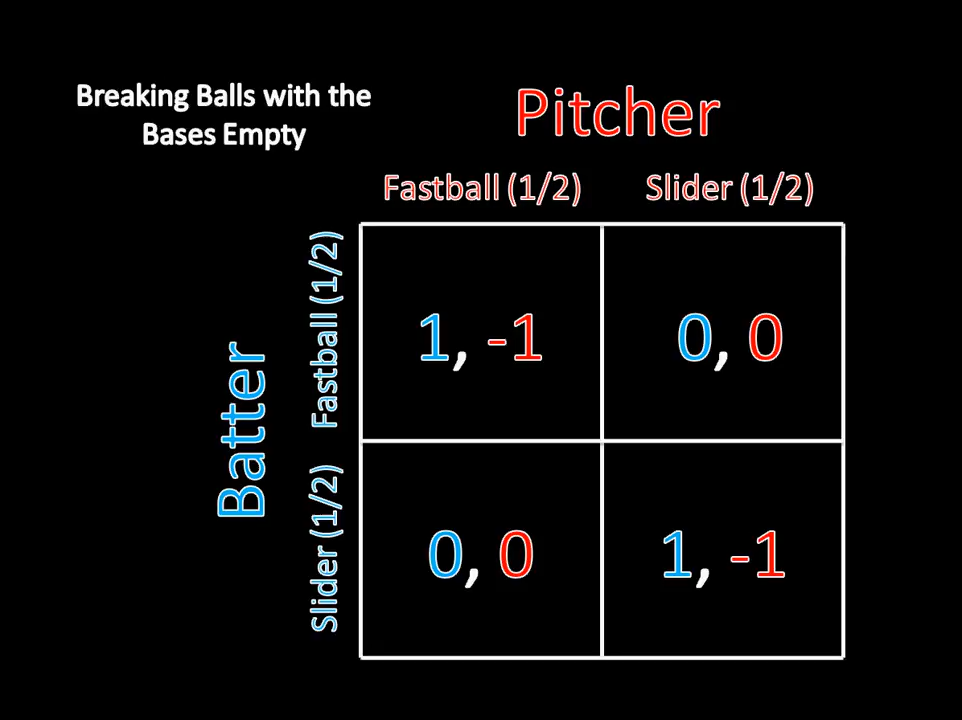 Breaking Balls with the
Bases Empty
Pitcher
Fastball (1/2) Slider (1/2)
Batter
Fastball (1/2)
1, -1 0, 0
Slider (1/2)
0, 0 1, -1